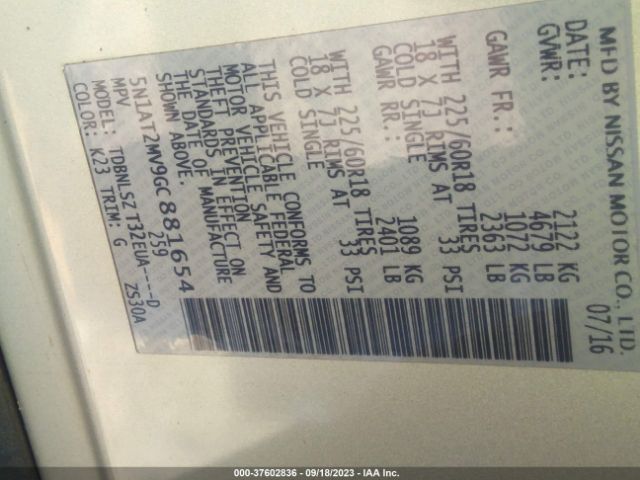 MFD BY NISSAN MOTOR CO., LTD.
DATE: 07/16
GVWR: 2122 KG
4679 LB
GAWR FR.: 1072 KG
2363 LB
WITH 225/60R18 TIRES
18 X 7J RIMS AT 33 PSI
COLD SINGLE
GAWR RR.: 1089 KG
2401 LB
WITH 225/60R18 TIRES
18 X 7J RIMS AT 33 PSI
COLD SINGLE
THIS VEHICLE CONFORMS TO
ALL APPLICABLE FEDERAL
MOTOR VEHICLE SAFETY AND
THEFT PREVENTION
STANDARDS IN EFFECT ON
THE DATE OF MANUFACTURE
SHOWN ABOVE. 259
5N1AT2MV9GC881654
MPV ZS30A
MODEL: TDBNLSZ T32EUA----D
COLOR: K23 TRIM: G
000-37602836 - 09/18/2023 - IAA Inc.